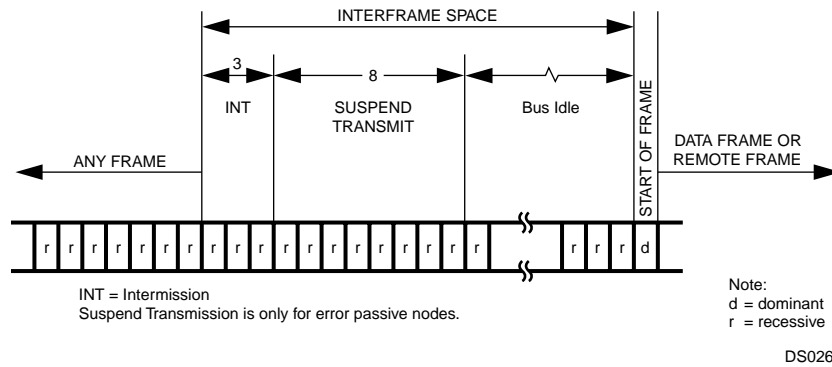 INTERFRAME SPACE
3
8
INT
SUSPEND
TRANSMIT
Bus Idle
START OF FRAME
ANY FRAME
DATA FRAME OR
REMOTE FRAME
r r r r r r r r r r r r r r r r r r r r r r d
INT = Intermission
Suspend Transmission is only for error passive nodes.
Note:
d = dominant
r = recessive
DS026